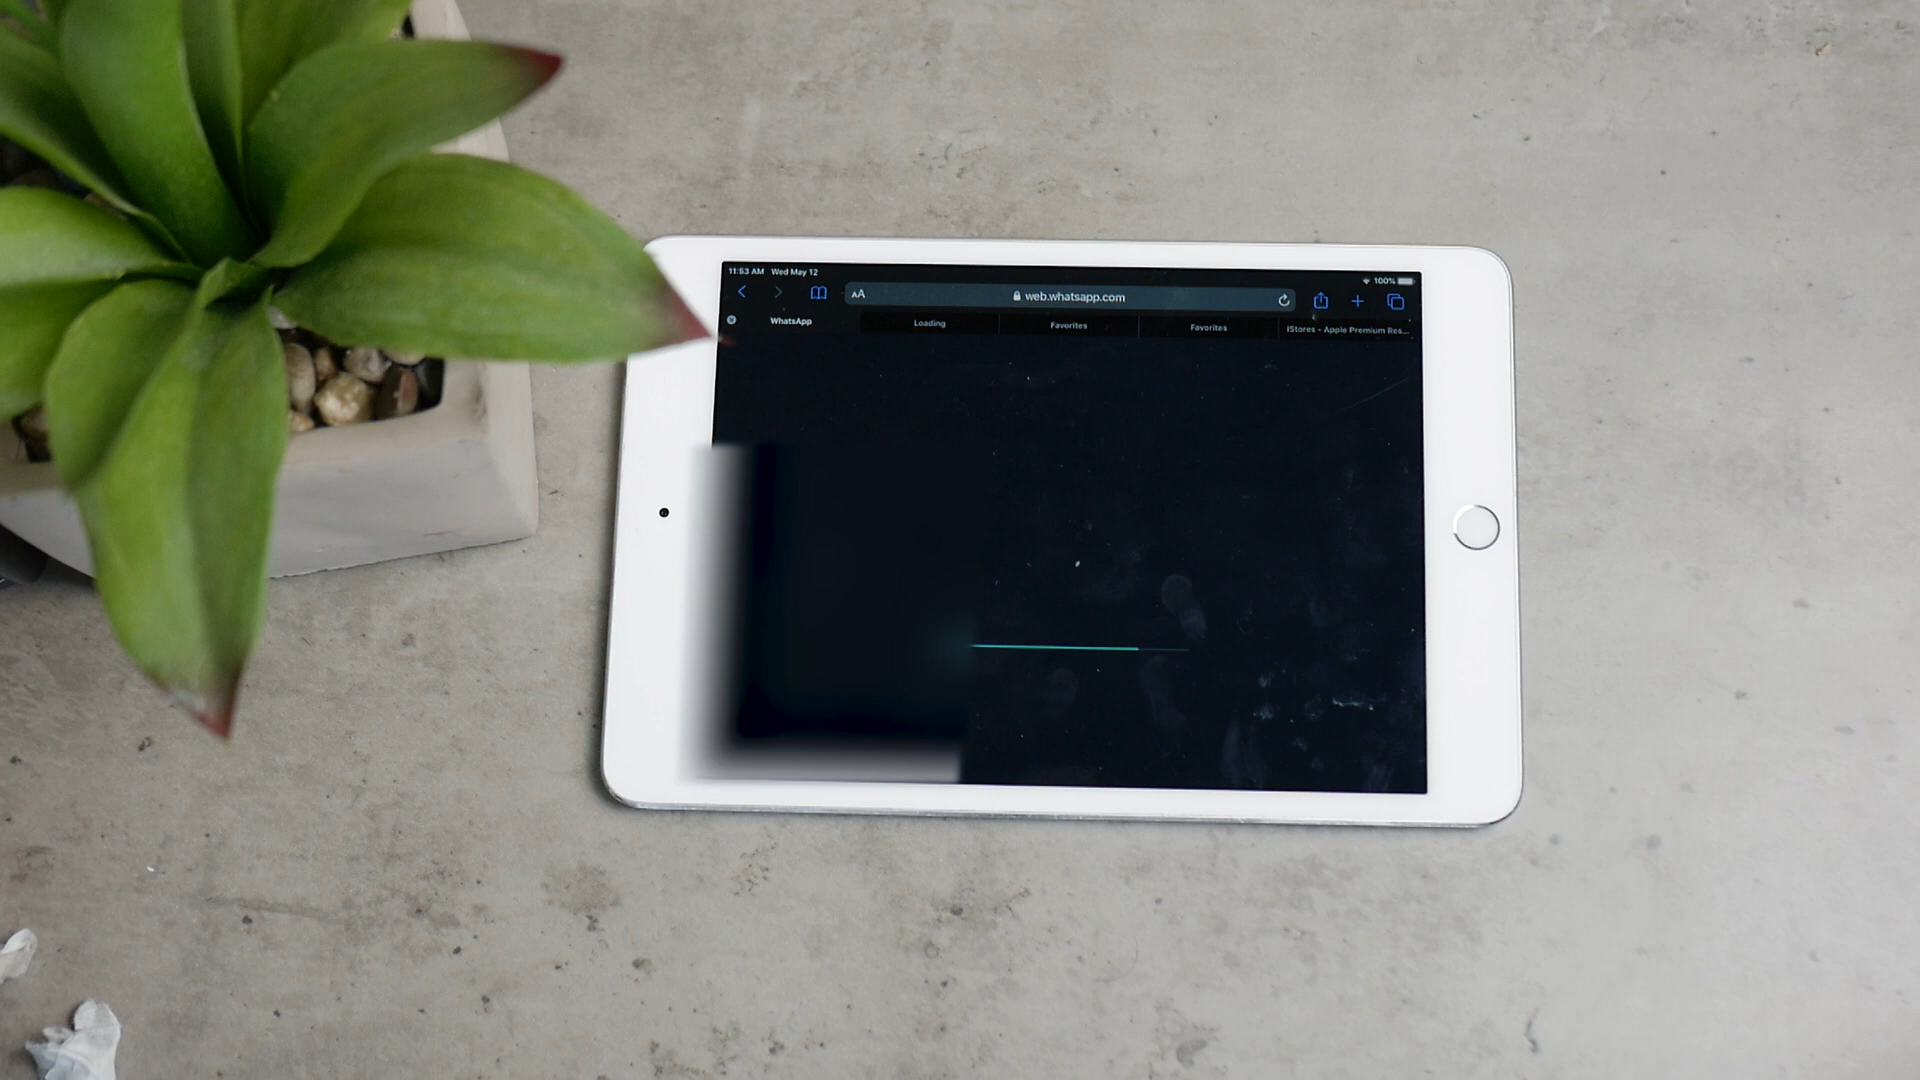 11:53 AM Wed May 12
100%
AA web.whatsapp.com
WhatsApp
Loading
Favorites
Favorites
iStores - Apple Premium Res...